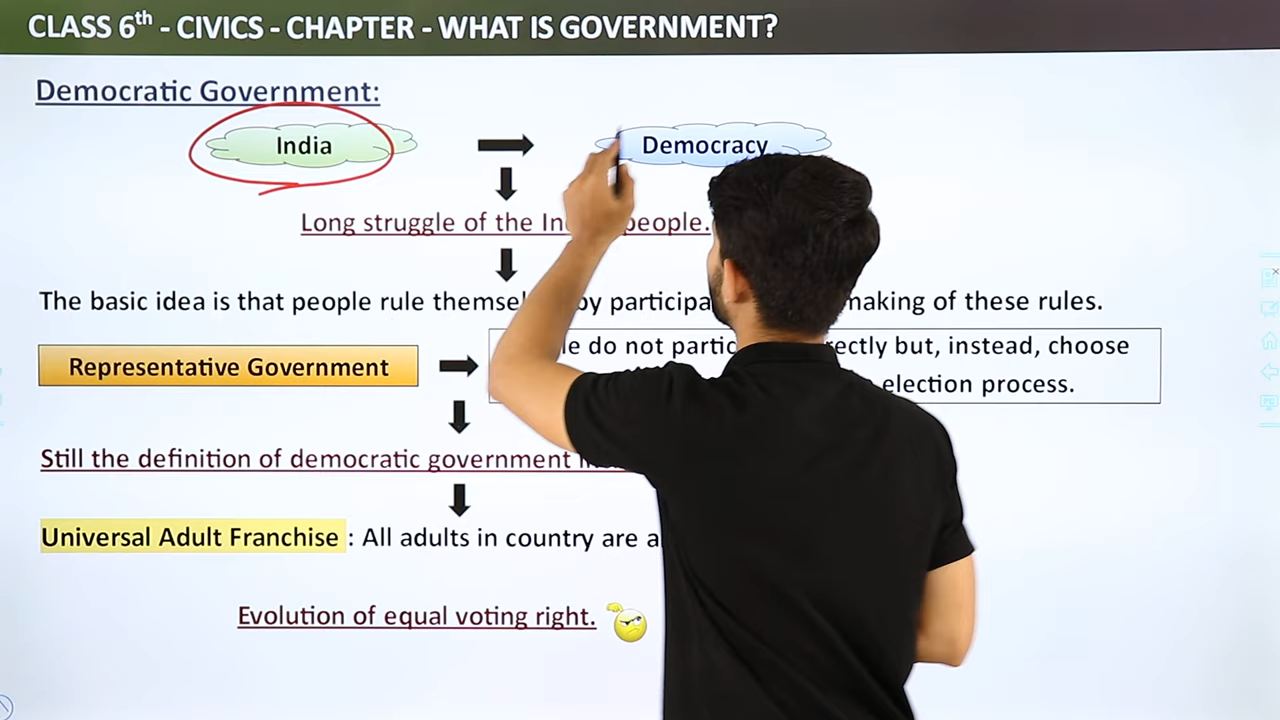 CLASS 6th - CIVICS - CHAPTER - WHAT IS GOVERNMENT?
Democratic Government:
India
Democracy
Long struggle of the people.
The basic idea is that people rule by making of these rules.
Representative Government
do not but, instead, choose
election process.
Still the definition of democratic government
Universal Adult Franchise : All adults in country are
Evolution of equal voting right.